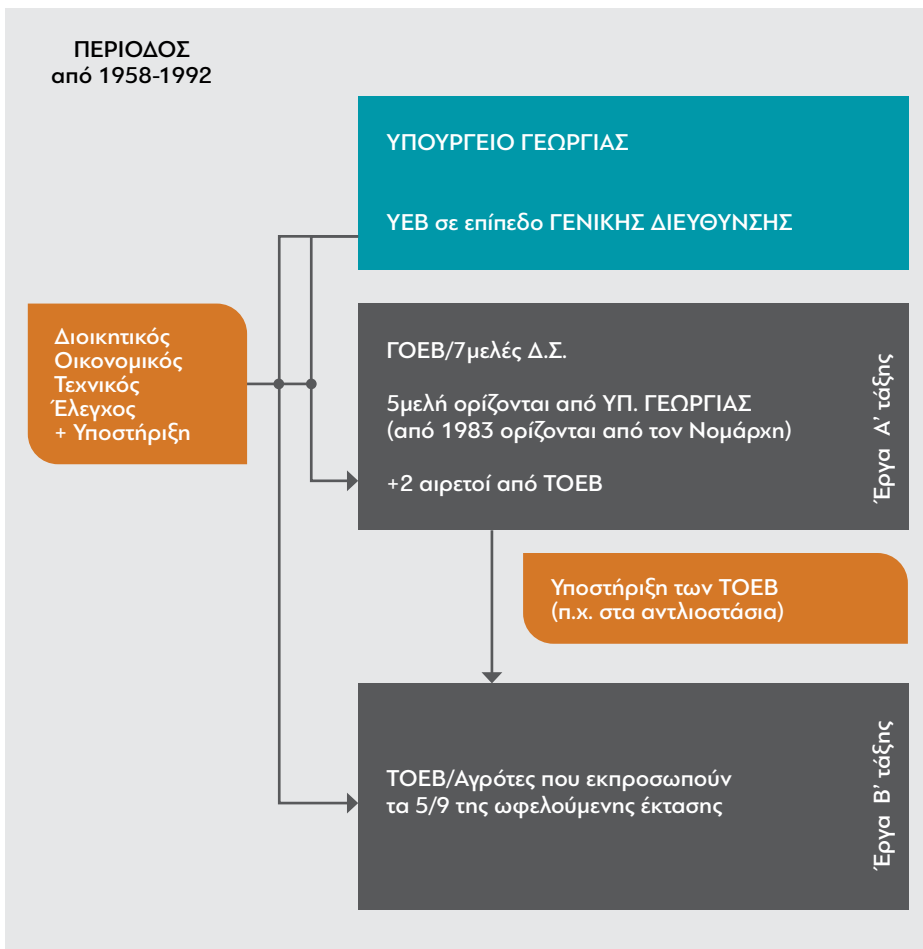 ΠΕΡΙΟΔΟΣ
από 1958-1992
ΥΠΟΥΡΓΕΙΟ ΓΕΩΡΓΙΑΣ
ΥΕΒ σε επίπεδο ΓΕΝΙΚΗΣ ΔΙΕΥΘΥΝΣΗΣ
Διοικητικός
Οικονομικός
Τεχνικός
Έλεγχος
+ Υποστήριξη
ΓΟΕΒ/7μελές Δ.Σ.
5μελή ορίζονται από ΥΠ. ΓΕΩΡΓΙΑΣ
(από 1983 ορίζονται από τον Νομάρχη)
+2 αιρετοί από ΤΟΕΒ
Έργα Α' τάξης
Υποστήριξη των ΤΟΕΒ
(π.χ. στα αντλιοστάσια)
ΤΟΕΒ/Αγρότες που εκπροσωπούν
τα 5/9 της ωφελούμενης έκτασης
Έργα Β' τάξης